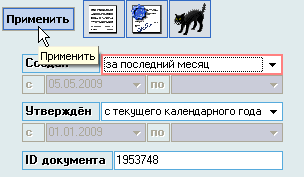 Применить
Применить
Создан за последний месяц
с 05.05.2009 по
Утверждён с текущего календарного года
с 01.01.2009 по
ID документа 1953748